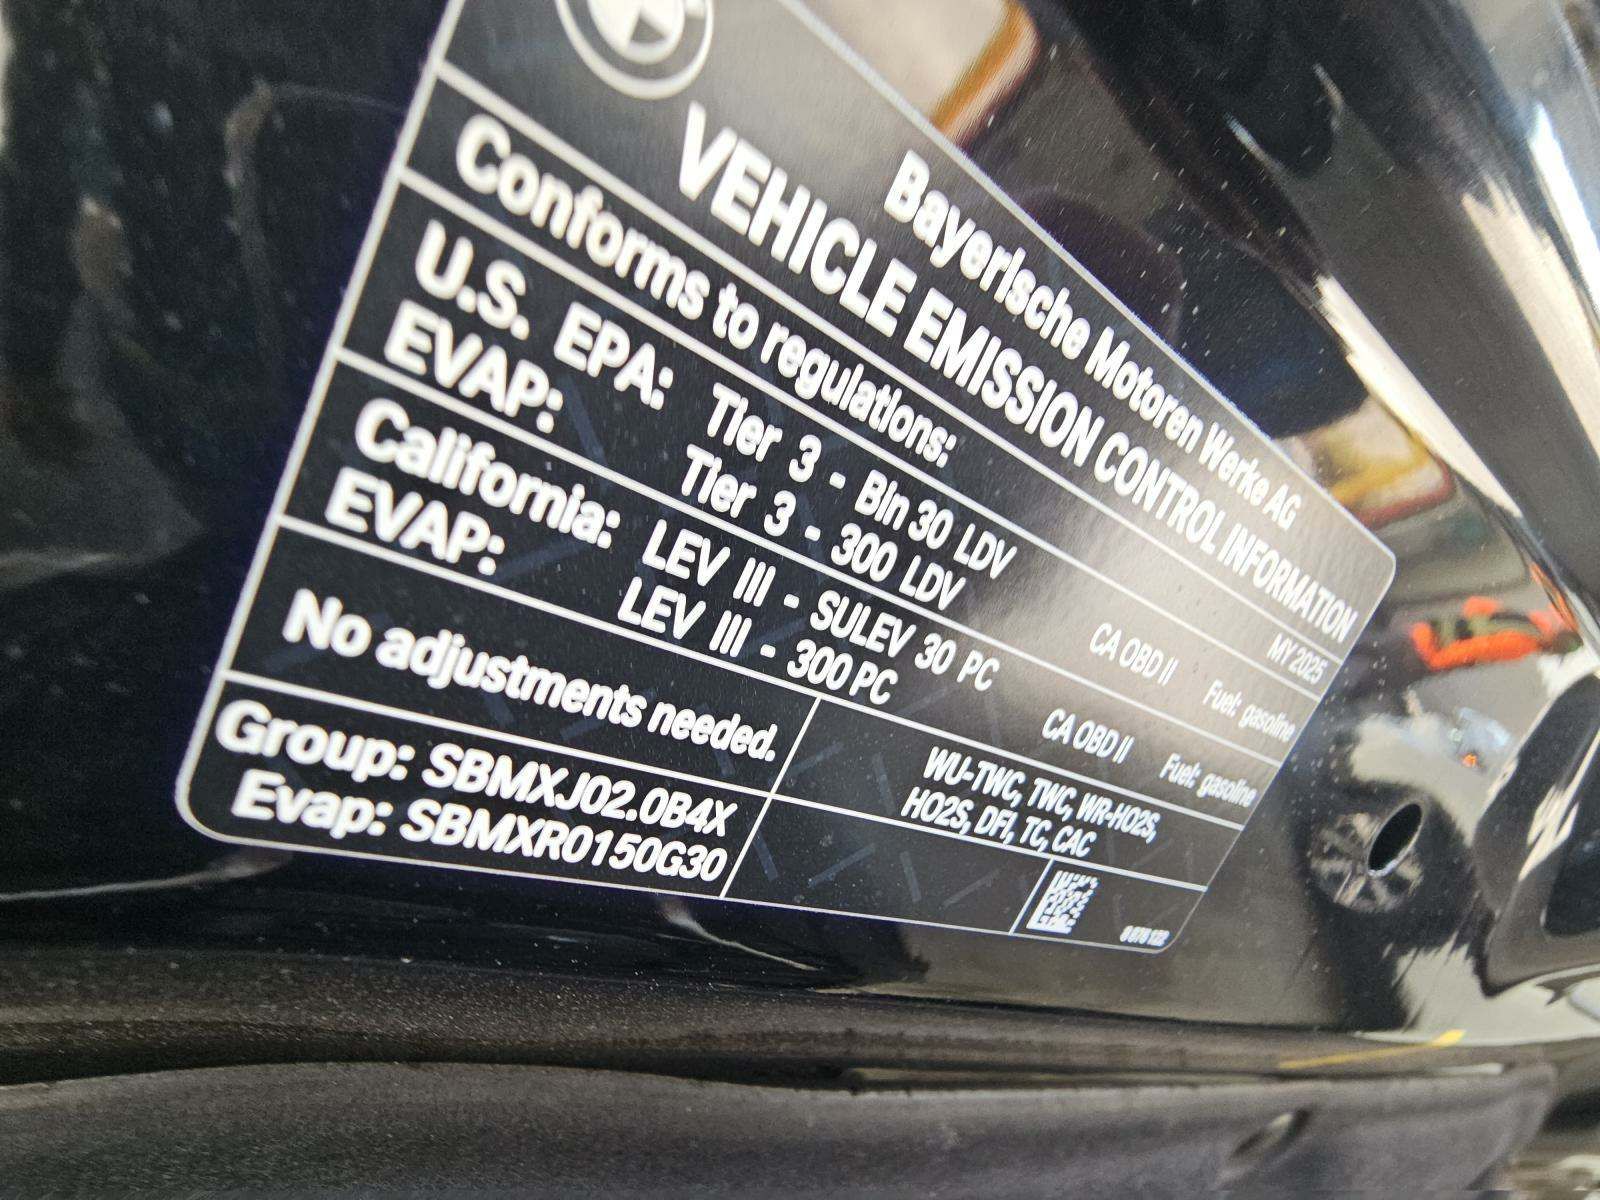 Bayerische Motoren Werke AG
VEHICLE EMISSION CONTROL INFORMATION
Conforms to regulations: MY 2025
U.S. EPA: Tier 3 - Bin 30 LDV CA OBD II Fuel: gasoline
EVAP: Tier 3 - 300 LDV
California: LEV III - SULEV 30 PC CA OBD II Fuel: gasoline
EVAP: LEV III - 300 PC
No adjustments needed.
WU-TWC, TWC, WR-HO2S,
HO2S, DFI, TC, CAC
Group: SBMXJ02.0B4X
Evap: SBMXR0150G30